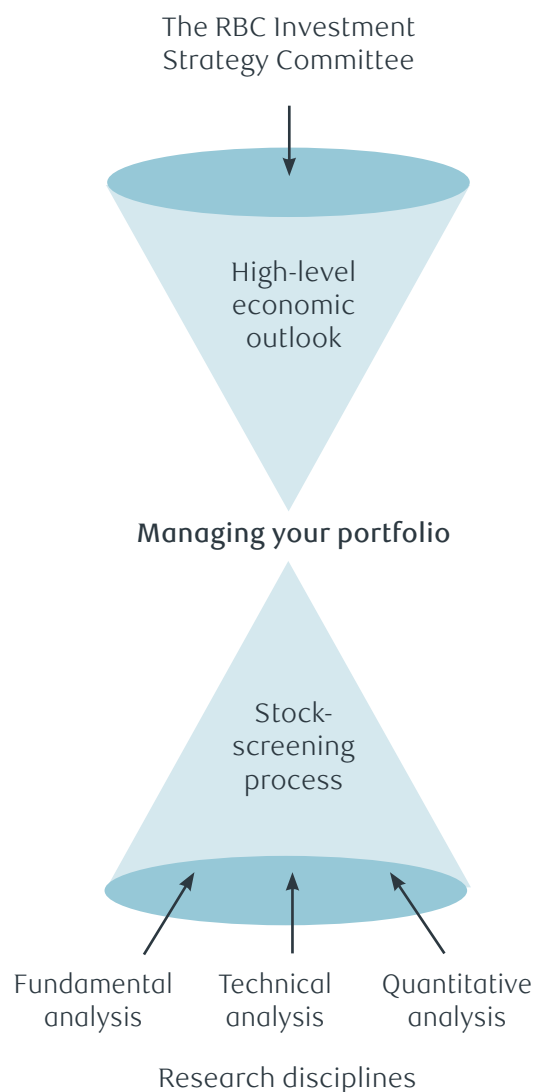 The RBC Investment
Strategy Committee
High-level
economic
outlook
Managing your portfolio
Stock-
screening
process
Fundamental
analysis
Technical
analysis
Quantitative
analysis
Research disciplines